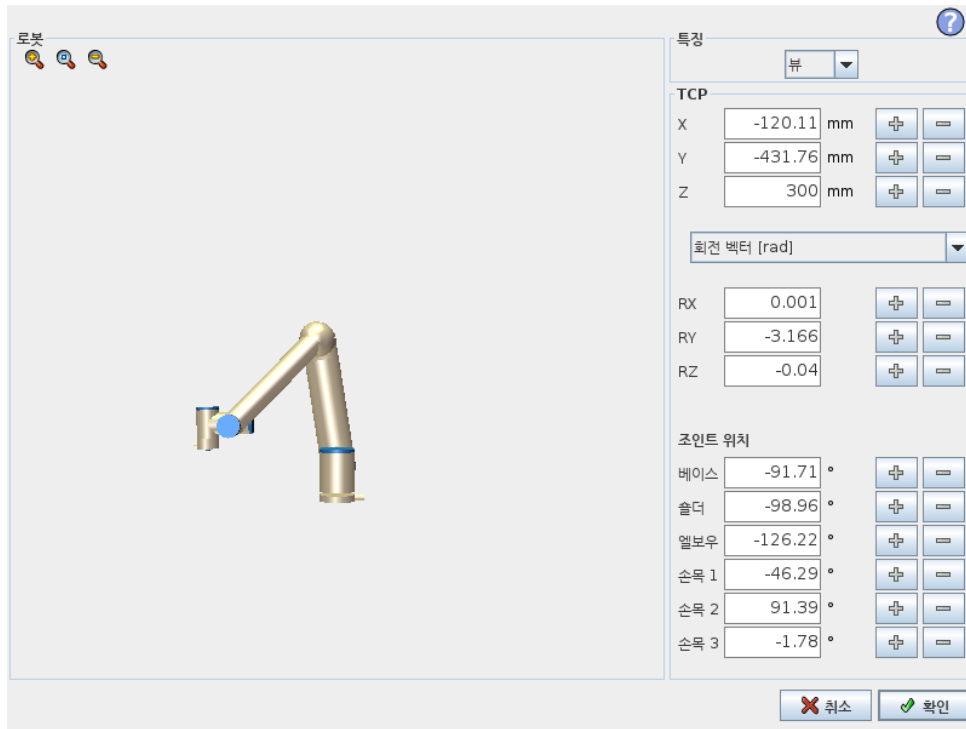 로봇
특징
뷰
TCP
X -120.11 mm
Y -431.76 mm
Z 300 mm
회전 벡터 [rad]
RX 0.001
RY -3.166
RZ -0.04
조인트 위치
베이스 -91.71 °
숄더 -98.96 °
엘보우 -126.22 °
손목 1 -46.29 °
손목 2 91.39 °
손목 3 -1.78 °
취소 확인